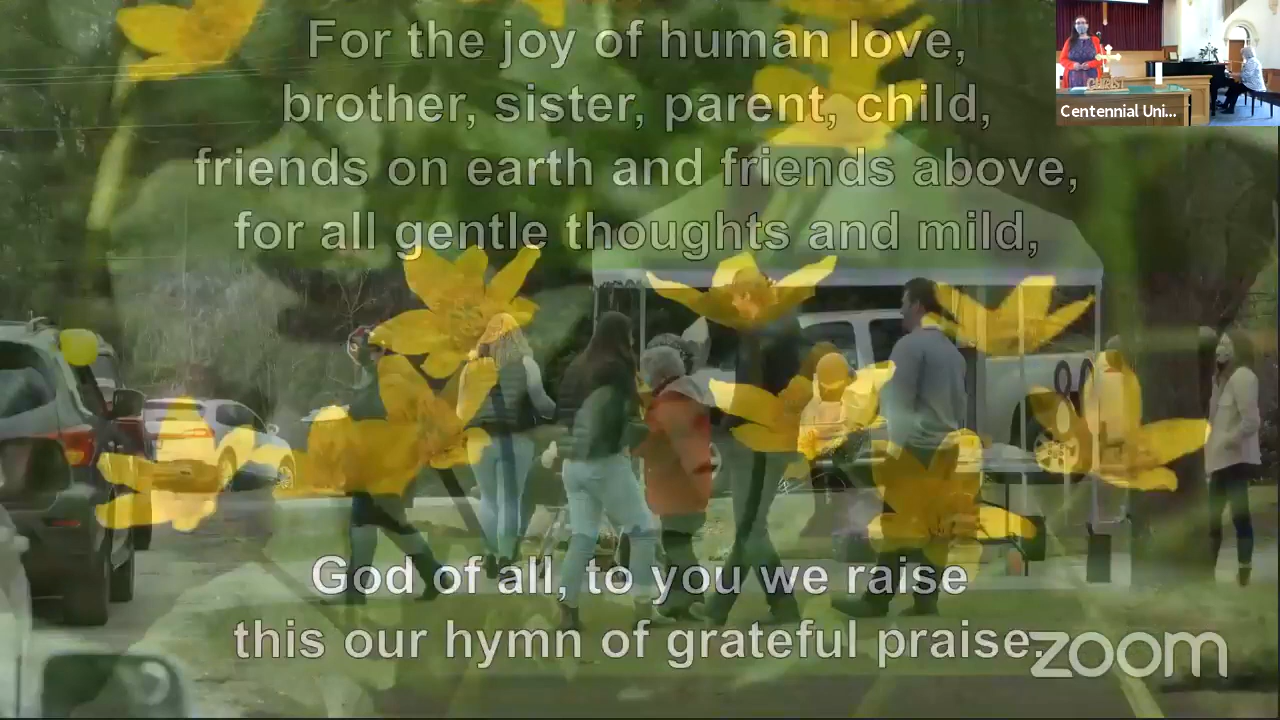 For the joy of human love,
brother, sister, parent, child,
friends on earth and friends above,
for all gentle thoughts and mild,
God of all, to you we raise
this our hymn of grateful praise.
Centennial Uni...
CHRIST
zoom